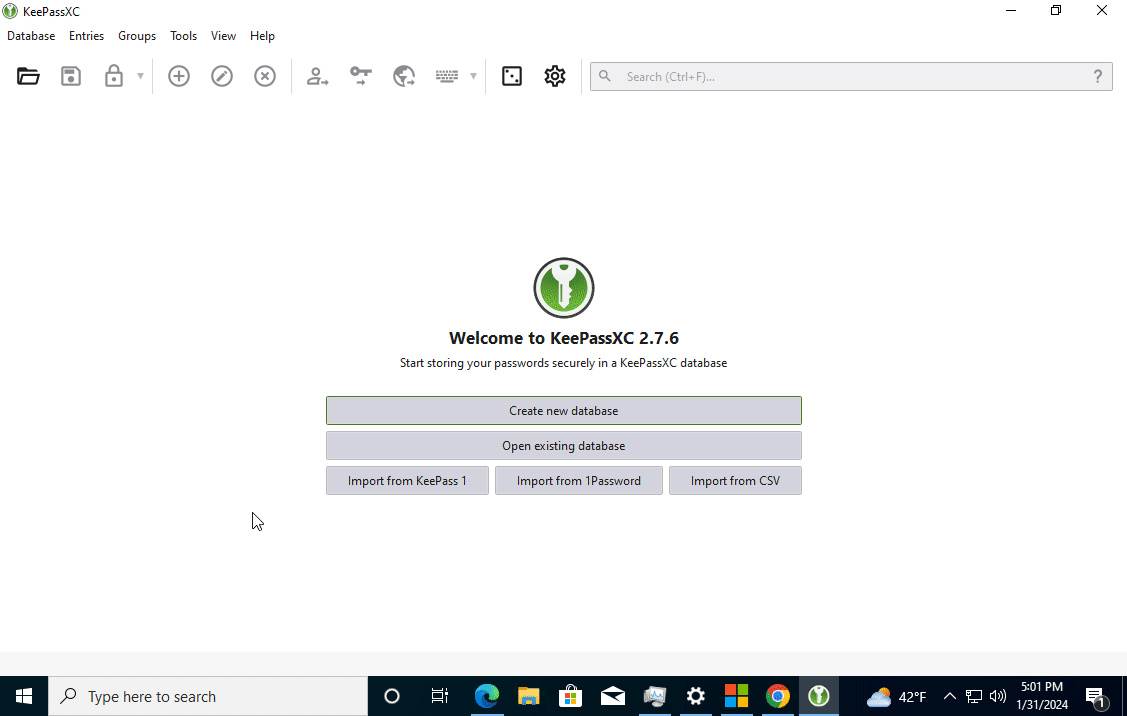 KeePassXC
Database Entries Groups Tools View Help
Search (Ctrl+F)... ?
Welcome to KeePassXC 2.7.6
Start storing your passwords securely in a KeePassXC database
Create new database
Open existing database
Import from KeePass 1 Import from 1Password Import from CSV
Type here to search 42°F 5:01 PM 1
1/31/2024